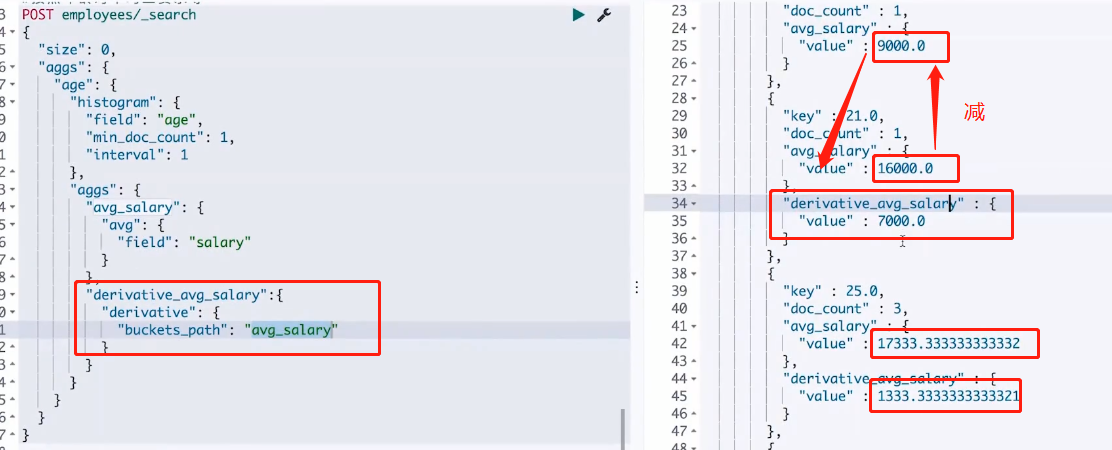 3 POST employees/_search
4 {
5 "size": 0,
6 "aggs": {
7 "age": {
8 "histogram": {
9 "field": "age",
0 "min_doc_count": 1,
1 "interval": 1
2 },
3 "aggs": {
4 "avg_salary": {
5 "avg": {
6 "field": "salary"
7 }
8 },
9 "derivative_avg_salary":{
0 "derivative": {
1 "buckets_path": "avg_salary"
2 }
3 }
4 }
5 }
6 }
7 }
23 "doc_count" : 1,
24 "avg_salary" : {
25 "value" : 9000.0
26 }
27 },
28 {
29 "key" : 21.0,
30 "doc_count" : 1,
31 "avg_salary" : {
32 "value" : 16000.0
33 },
34 "derivative_avg_salary" : {
35 "value" : 7000.0
36 }
37 },
38 {
39 "key" : 25.0,
40 "doc_count" : 3,
41 "avg_salary" : {
42 "value" : 17333.333333333332
43 },
44 "derivative_avg_salary" : {
45 "value" : 1333.3333333333321
46 }
47 },
48 {
减